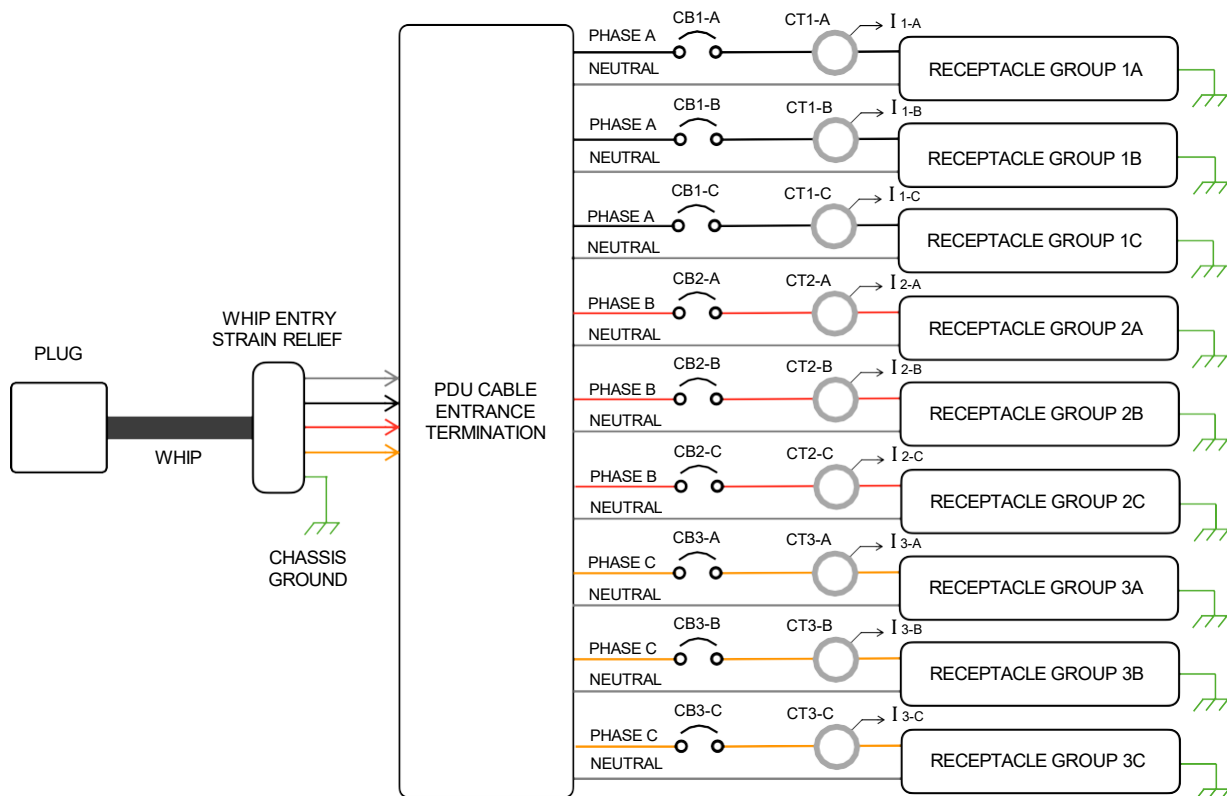 PLUG
WHIP
WHIP ENTRY
STRAIN RELIEF
CHASSIS
GROUND
PDU CABLE
ENTRANCE
TERMINATION
PHASE A
CB1-A
CT1-A
I 1-A
NEUTRAL
RECEPTACLE GROUP 1A
PHASE A
CB1-B
CT1-B
I 1-B
NEUTRAL
RECEPTACLE GROUP 1B
PHASE A
CB1-C
CT1-C
I 1-C
NEUTRAL
RECEPTACLE GROUP 1C
PHASE B
CB2-A
CT2-A
I 2-A
NEUTRAL
RECEPTACLE GROUP 2A
PHASE B
CB2-B
CT2-B
I 2-B
NEUTRAL
RECEPTACLE GROUP 2B
PHASE B
CB2-C
CT2-C
I 2-C
NEUTRAL
RECEPTACLE GROUP 2C
PHASE C
CB3-A
CT3-A
I 3-A
NEUTRAL
RECEPTACLE GROUP 3A
PHASE C
CB3-B
CT3-B
I 3-B
NEUTRAL
RECEPTACLE GROUP 3B
PHASE C
CB3-C
CT3-C
I 3-C
NEUTRAL
RECEPTACLE GROUP 3C